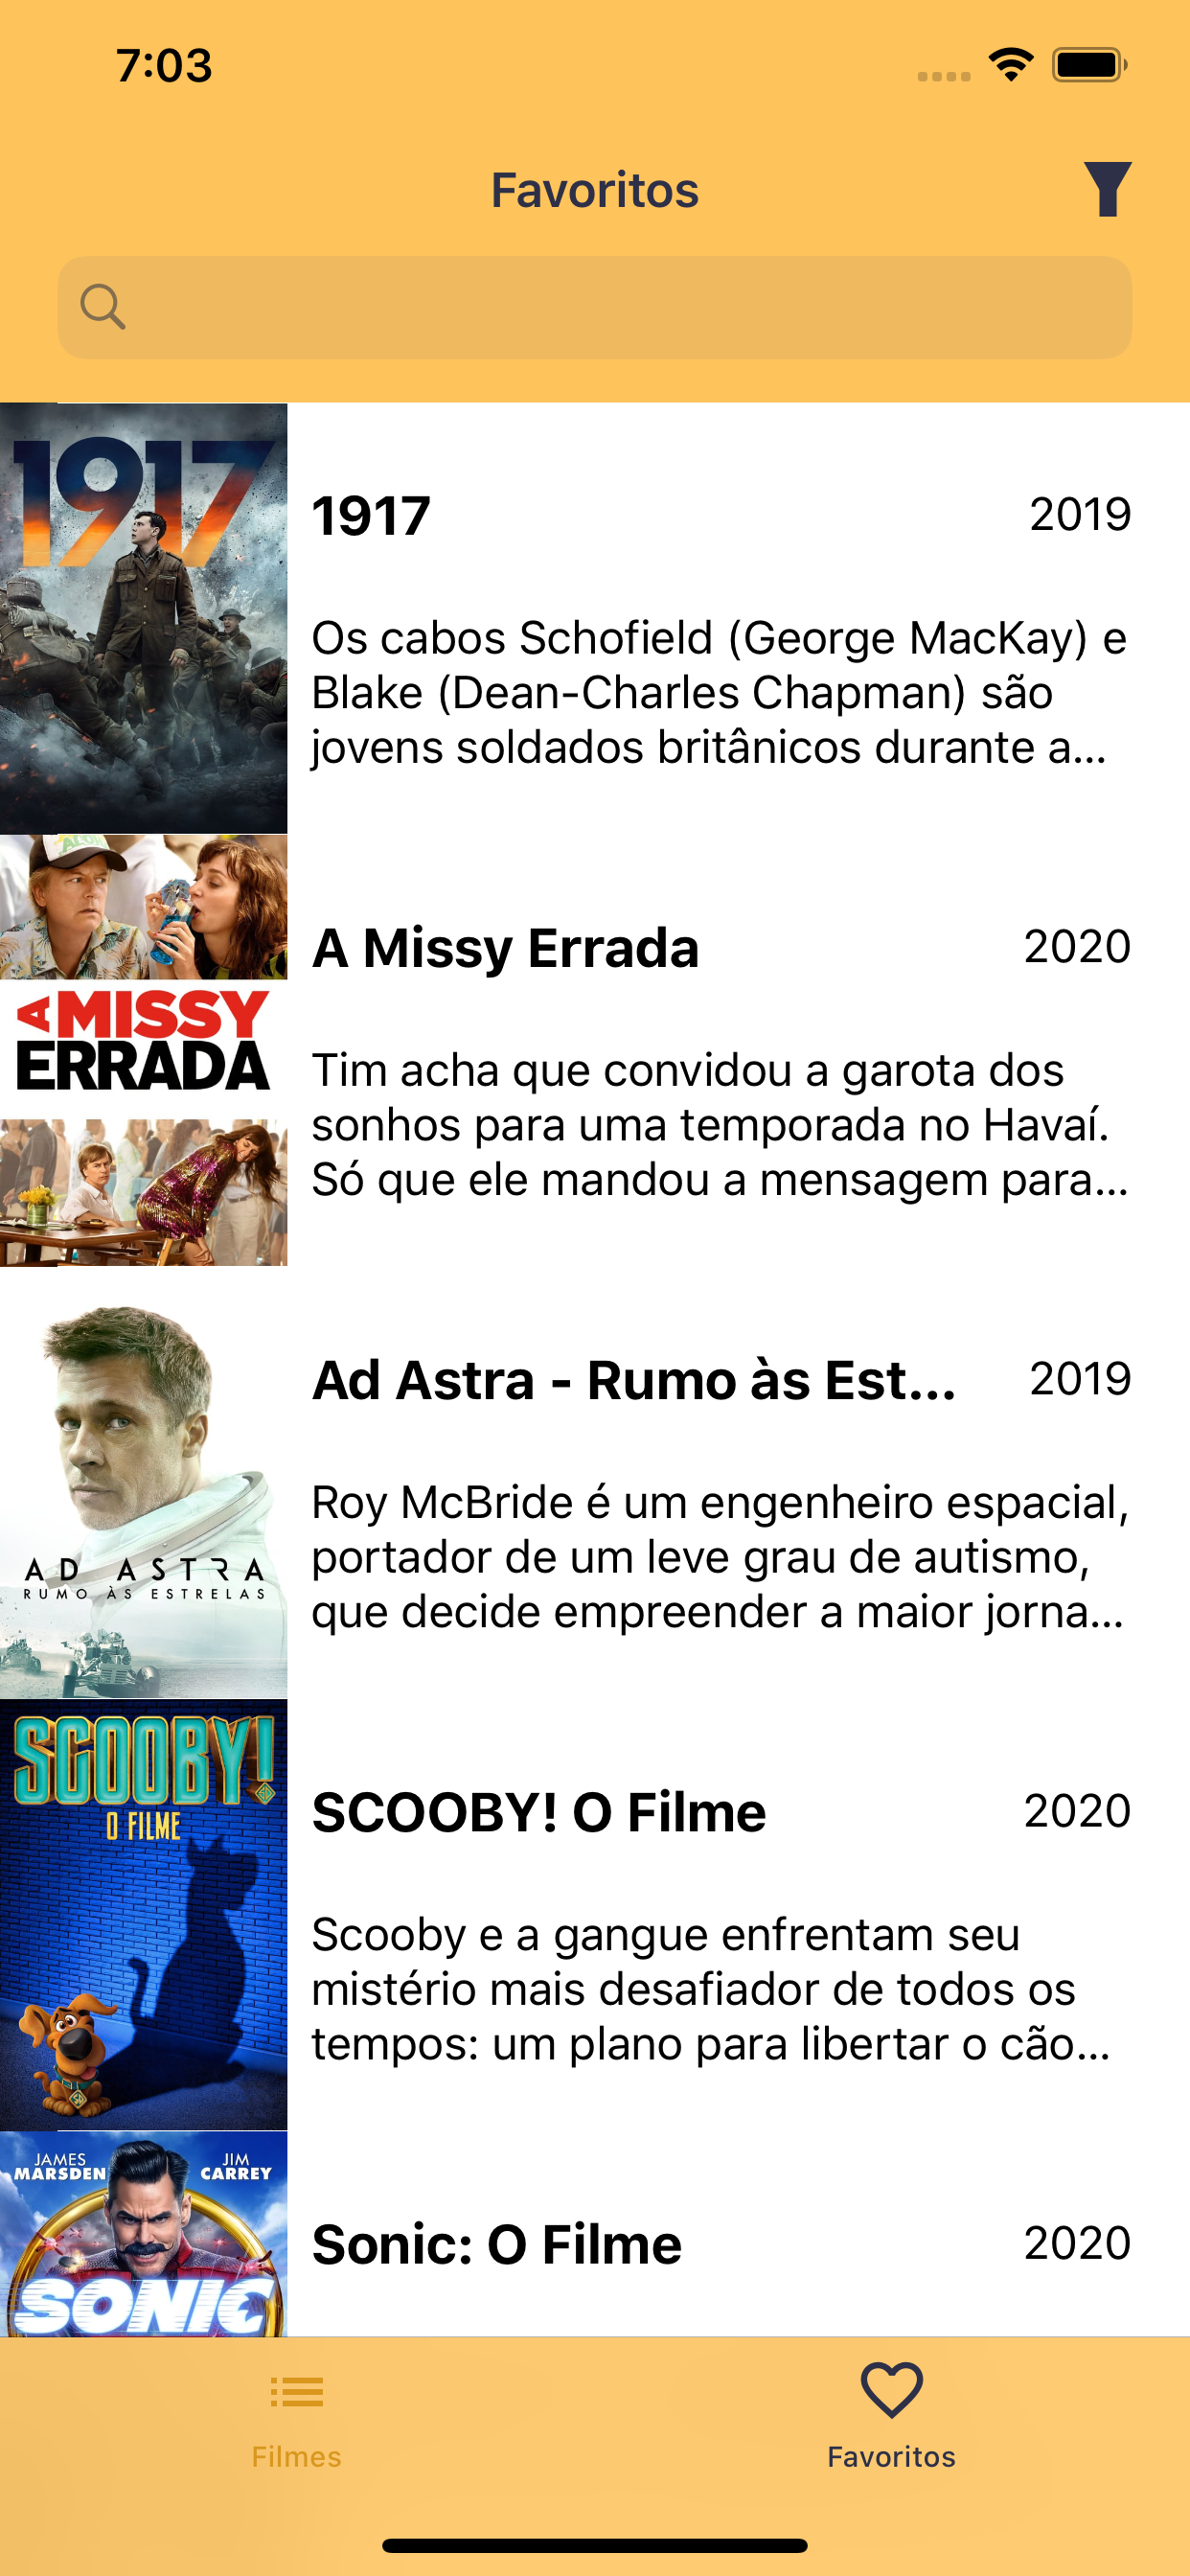 7:03
Favoritos
1917
1917
2019
Os cabos Schofield (George MacKay) e
Blake (Dean-Charles Chapman) são
jovens soldados britânicos durante a...
A MISSY
ERRADA
A Missy Errada
2020
Tim acha que convidou a garota dos
sonhos para uma temporada no Havaí.
Só que ele mandou a mensagem para...
AD ASTRA
RUMO ÀS ESTRELAS
Ad Astra - Rumo às Est...
2019
Roy McBride é um engenheiro espacial,
portador de um leve grau de autismo,
que decide empreender a maior jorna...
SCOOBY!
O FILME
SCOOBY! O Filme
2020
Scooby e a gangue enfrentam seu
mistério mais desafiador de todos os
tempos: um plano para libertar o cão...
JAMES
MARSDEN
JIM
CARREY
SONIC
Sonic: O Filme
2020
Filmes
Favoritos